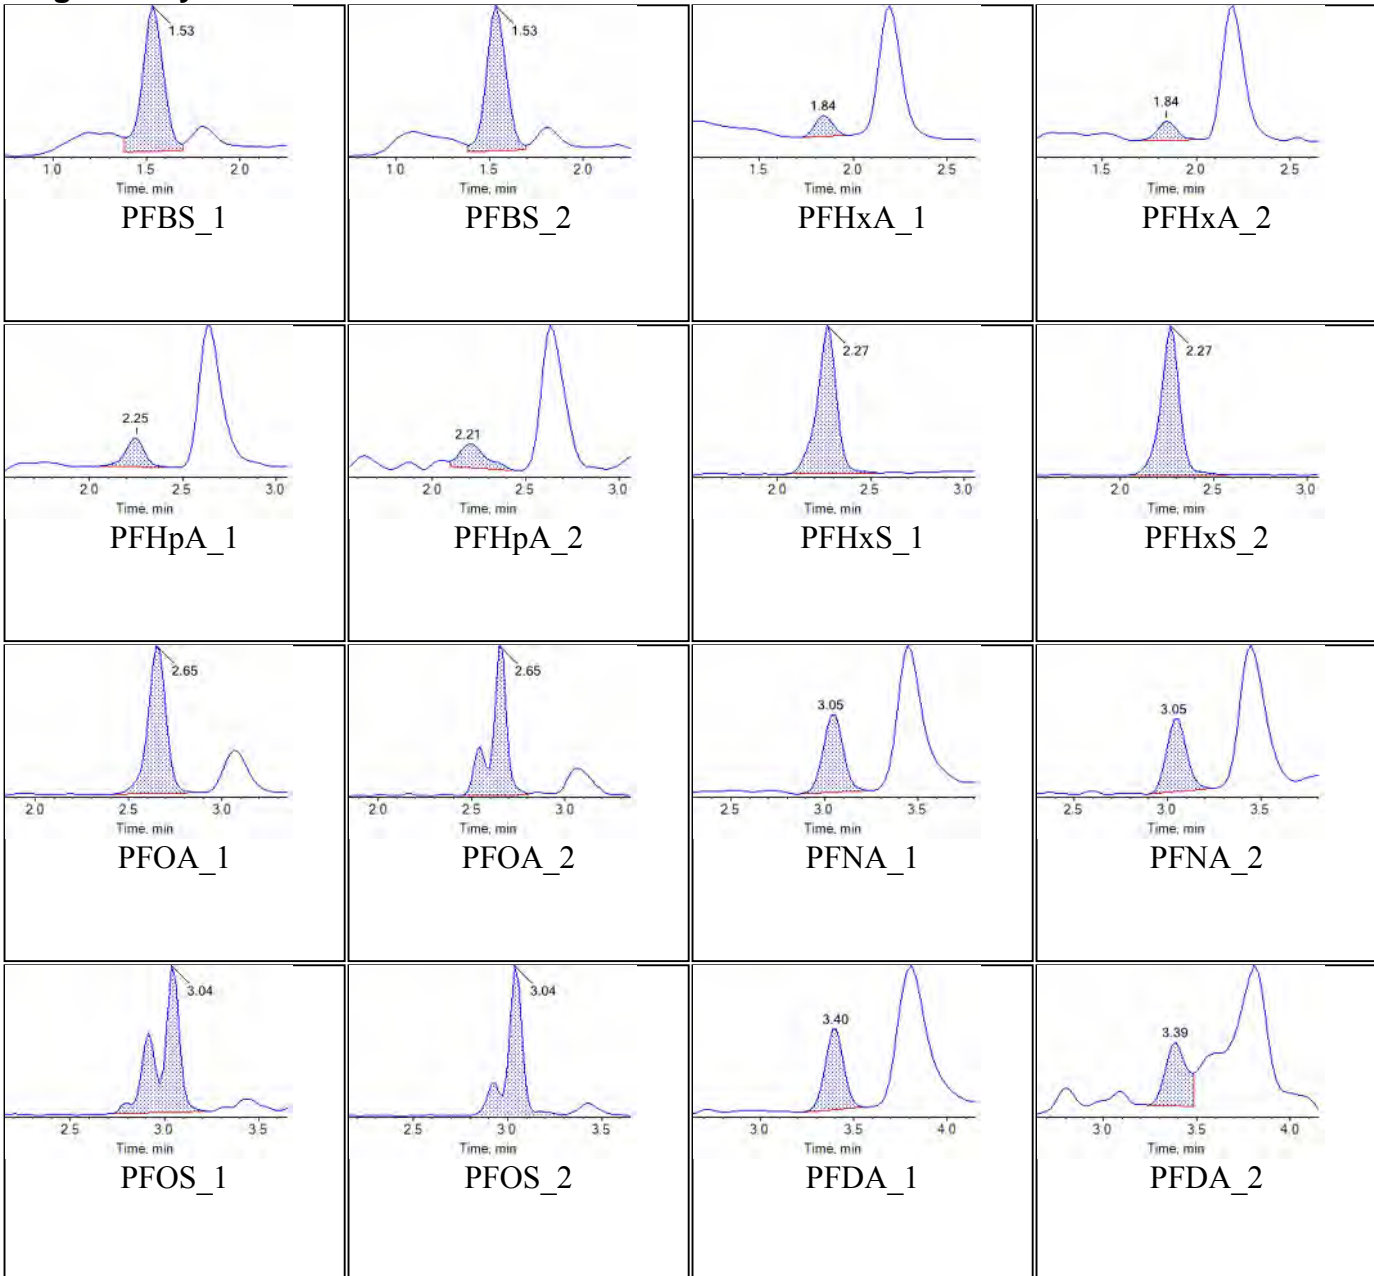 1.53
1.0 1.5 2.0
Time, min
PFBS_1
1.53
1.0 1.5 2.0
Time, min
PFBS_2
1.84
1.5 2.0 2.5
Time, min
PFHxA_1
1.84
1.5 2.0 2.5
Time, min
PFHxA_2
2.25
2.0 2.5 3.0
Time, min
PFHpA_1
2.21
2.0 2.5 3.0
Time, min
PFHpA_2
2.27
2.0 2.5 3.0
Time, min
PFHxS_1
2.27
2.0 2.5 3.0
Time, min
PFHxS_2
2.65
2.0 2.5 3.0
Time, min
PFOA_1
2.65
2.0 2.5 3.0
Time, min
PFOA_2
3.05
2.5 3.0 3.5
Time, min
PFNA_1
3.05
2.5 3.0 3.5
Time, min
PFNA_2
3.04
2.5 3.0 3.5
Time, min
PFOS_1
3.04
2.5 3.0 3.5
Time, min
PFOS_2
3.40
3.0 3.5 4.0
Time, min
PFDA_1
3.39
3.0 3.5 4.0
Time, min
PFDA_2